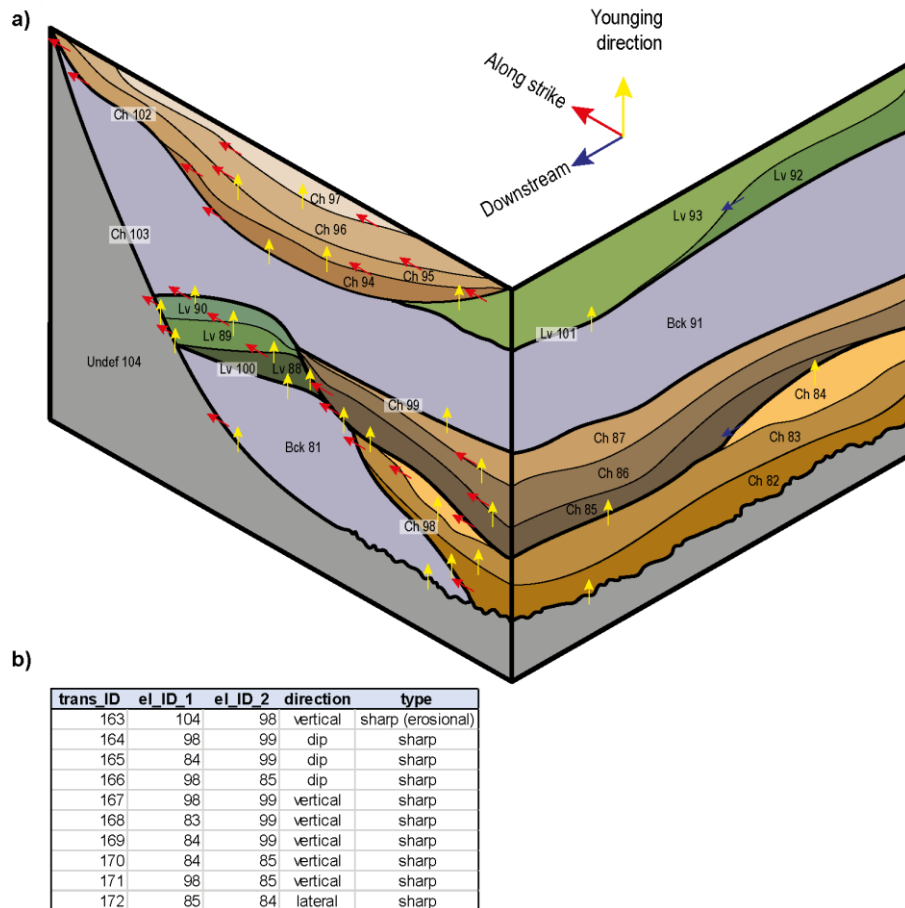 a)
Younging
direction
Along strike
Downstream
Ch 102
Ch 97
Ch 96
Ch 95
Ch 94
Ch 103
Lv 92
Lv 93
Lv 101
Bck 91
Lv 90
Lv 89
Lv 100
Lv 88
Undef 104
Ch 99
Bck 81
Ch 98
Ch 87
Ch 86
Ch 85
Ch 84
Ch 83
Ch 82
b)
trans_ID el_ID_1 el_ID_2 direction type
163 104 98 vertical sharp (erosional)
164 98 99 dip sharp
165 84 99 dip sharp
166 98 85 dip sharp
167 98 99 vertical sharp
168 83 99 vertical sharp
169 84 99 vertical sharp
170 84 85 vertical sharp
171 98 85 vertical sharp
172 85 84 lateral sharp